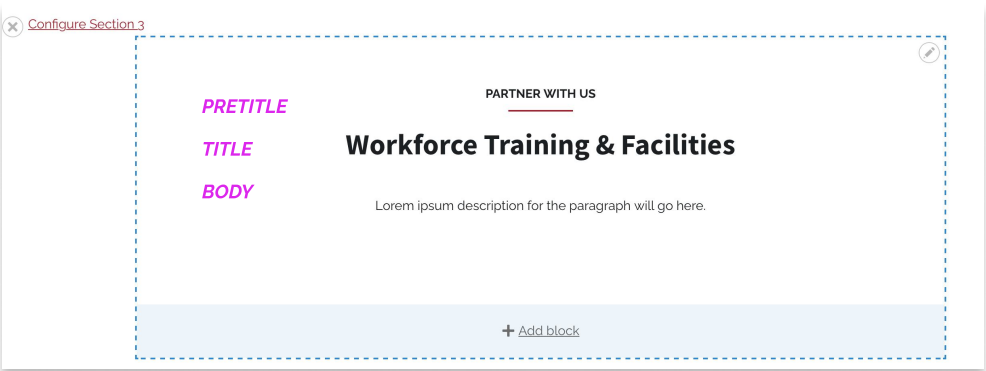 Configure Section 3
PARTNER WITH US
PRETITLE
Workforce Training & Facilities
TITLE
BODY
Lorem ipsum description for the paragraph will go here.
Add block